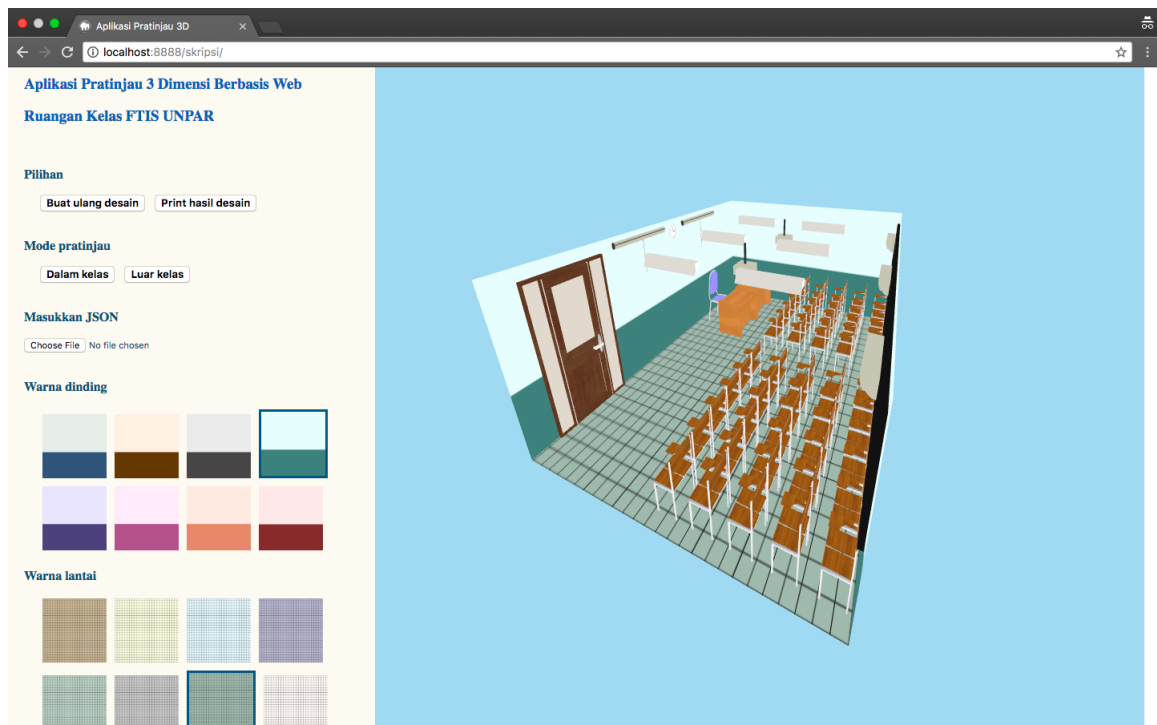 Aplikasi Pratinjau 3D
localhost:8888/skripsi/
Aplikasi Pratinjau 3 Dimensi Berbasis Web
Ruangan Kelas FTIS UNPAR
Pilihan
Buat ulang desain Print hasil desain
Mode pratinjau
Dalam kelas Luar kelas
Masukkan JSON
Choose File No file chosen
Warna dinding
Warna lantai